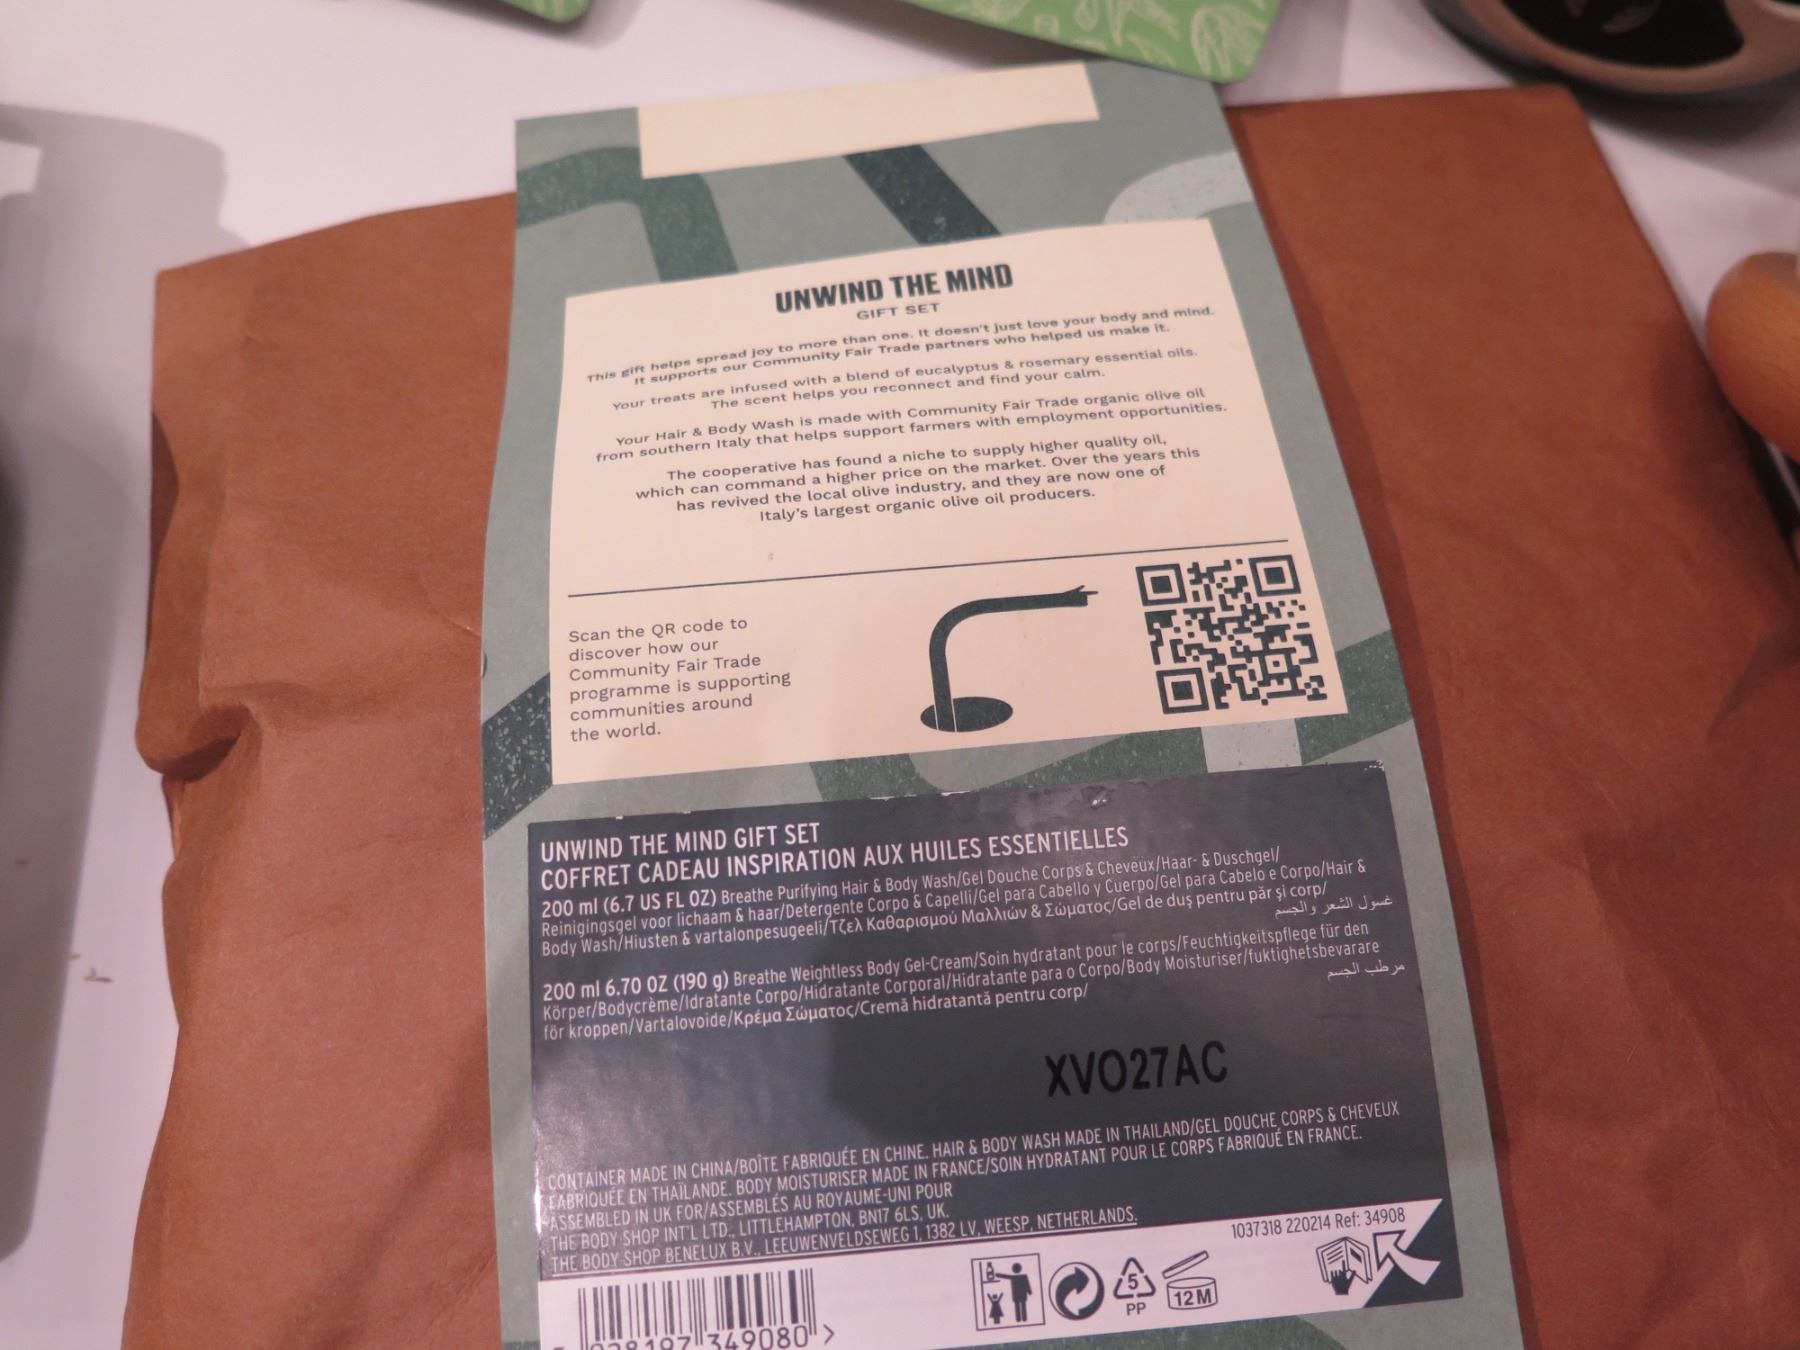 UNWIND THE MIND
GIFT SET
This gift helps spread joy to more than one. It doesn't just love your body and mind.
It supports our Community Fair Trade partners who helped us make it.
Your treats are infused with a blend of eucalyptus & rosemary essential oils.
The scent helps you reconnect and find your calm.
Your Hair & Body Wash is made with Community Fair Trade organic olive oil
from southern Italy that helps support farmers with employment opportunities.
The cooperative has found a niche to supply higher quality oil,
which can command a higher price on the market. Over the years this
has revived the local olive industry, and they are now one of
Italy's largest organic olive oil producers.
Scan the QR code to
discover how our
Community Fair Trade
programme is supporting
communities around
the world.
UNWIND THE MIND GIFT SET
COFFRET CADEAU INSPIRATION AUX HUILES ESSENTIELLES
200 ml (6.7 US FL OZ) Breathe Purifying Hair & Body Wash/Gel Douche Corps & Cheveux/Haar- & Duschgel/
Reinigingsgel voor lichaam & haar/Detergente Corpo & Capelli/Gel para Cabello y Cuerpo/Gel para Cabelo e Corpo/Hair &
Body Wash/Hiusten & vartalonpesugeeli/Τζελ Καθαρισμού Μαλλιών & Σώματος/Gel de duș pentru păr și corp/
غسول الشعر والجسم
200 ml 6.70 OZ (190 g) Breathe Weightless Body Gel-Cream/Soin hydratant pour le corps/Feuchtigkeitspflege für den
Körper/Bodycrème/Idratante Corpo/Hidratante Corporal/Hidratante para o Corpo/Body Moisturiser/fuktighetsbevarare
för kroppen/Vartalovoide/Κρέμα Σώματος/Cremă hidratantă pentru corp/
مرطب الجسم
XV027AC
CONTAINER MADE IN CHINA/BOÎTE FABRIQUÉE EN CHINE. HAIR & BODY WASH MADE IN THAILAND/GEL DOUCHE CORPS & CHEVEUX
FABRIQUÉE EN THAÏLANDE. BODY MOISTURISER MADE IN FRANCE/SOIN HYDRATANT POUR LE CORPS FABRIQUÉ EN FRANCE.
ASSEMBLED IN UK FOR/ASSEMBLÉS AU ROYAUME-UNI POUR
THE BODY SHOP INT'L LTD., LITTLEHAMPTON, BN17 6LS, UK.
THE BODY SHOP BENELUX B.V., LEEUWENVELDSEWEG 1, 1382 LV, WEESP, NETHERLANDS.
1037318 220214 Ref: 34908
5
PP
12M
349080 >